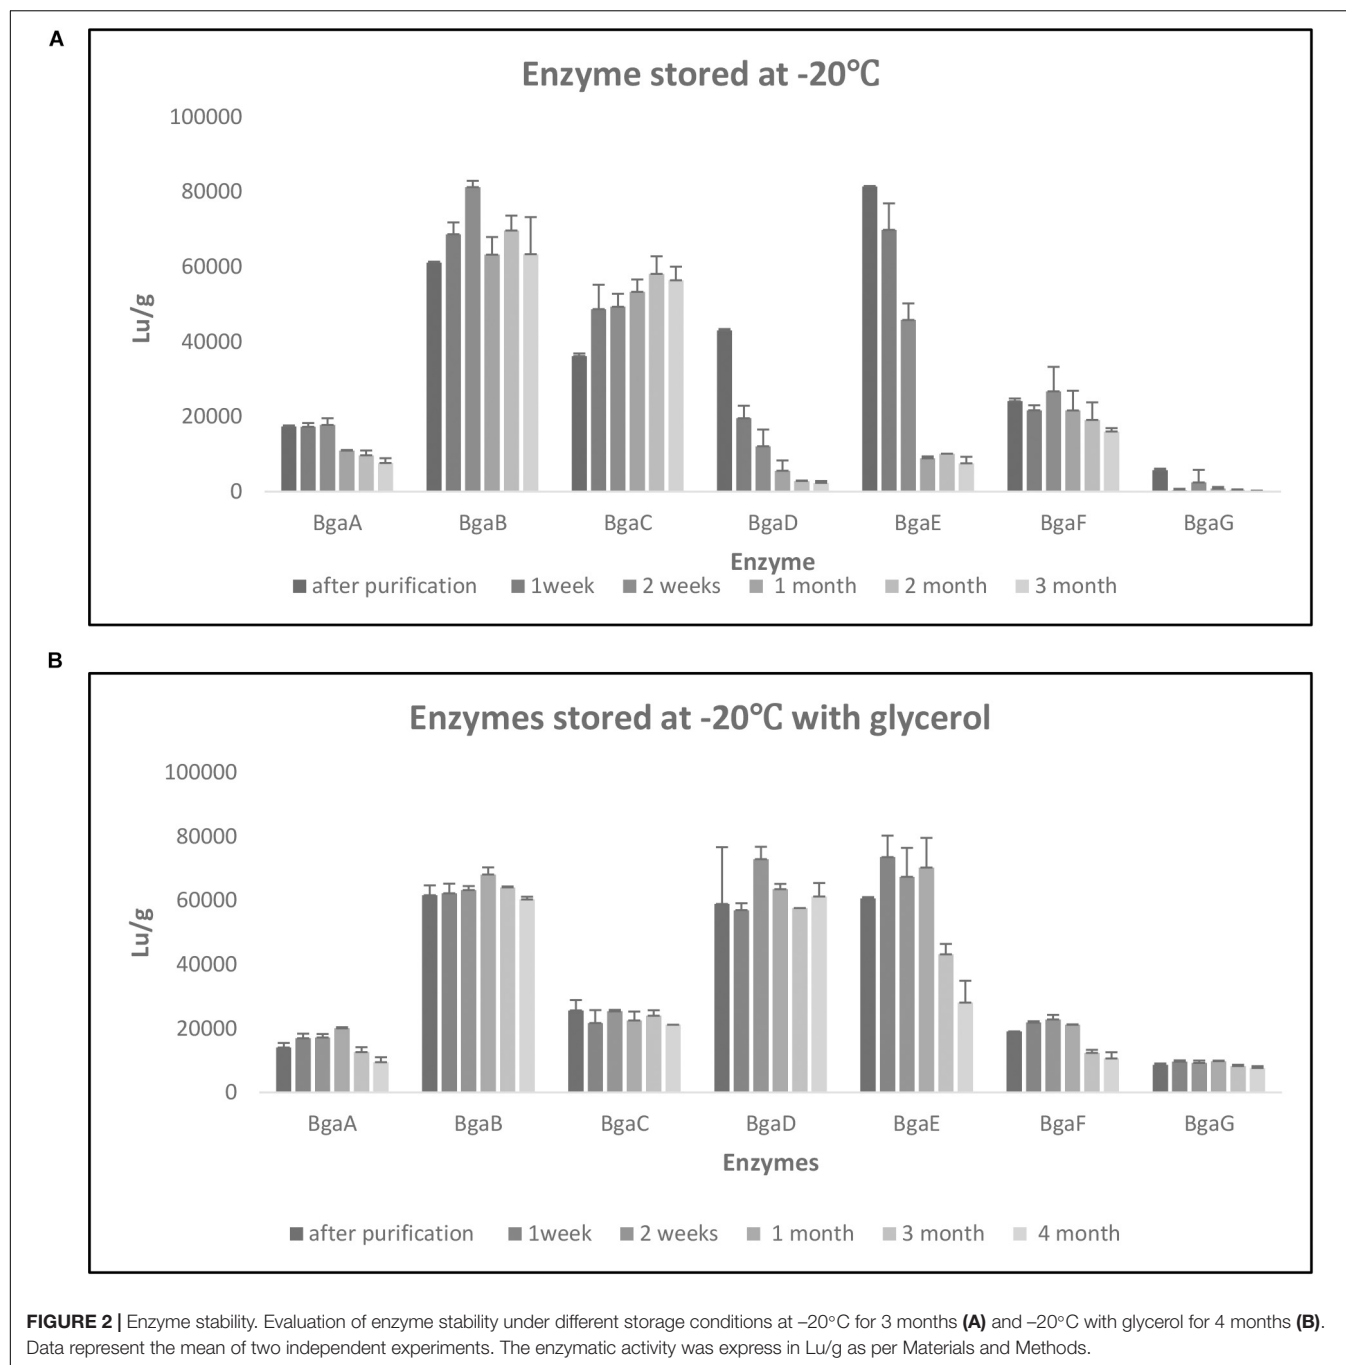 A
Enzyme stored at -20℃
100000
80000
60000
40000
20000
0
Lu/g
BgaA BgaB BgaC BgaD BgaE BgaF BgaG
Enzyme
after purification 1week 2 weeks 1 month 2 month 3 month
B
Enzymes stored at -20℃ with glycerol
100000
80000
60000
40000
20000
0
Lu/g
BgaA BgaB BgaC BgaD BgaE BgaF BgaG
Enzymes
after purification 1week 2 weeks 1 month 3 month 4 month
FIGURE 2 | Enzyme stability. Evaluation of enzyme stability under different storage conditions at –20°C for 3 months (A) and –20°C with glycerol for 4 months (B).
Data represent the mean of two independent experiments. The enzymatic activity was express in Lu/g as per Materials and Methods.